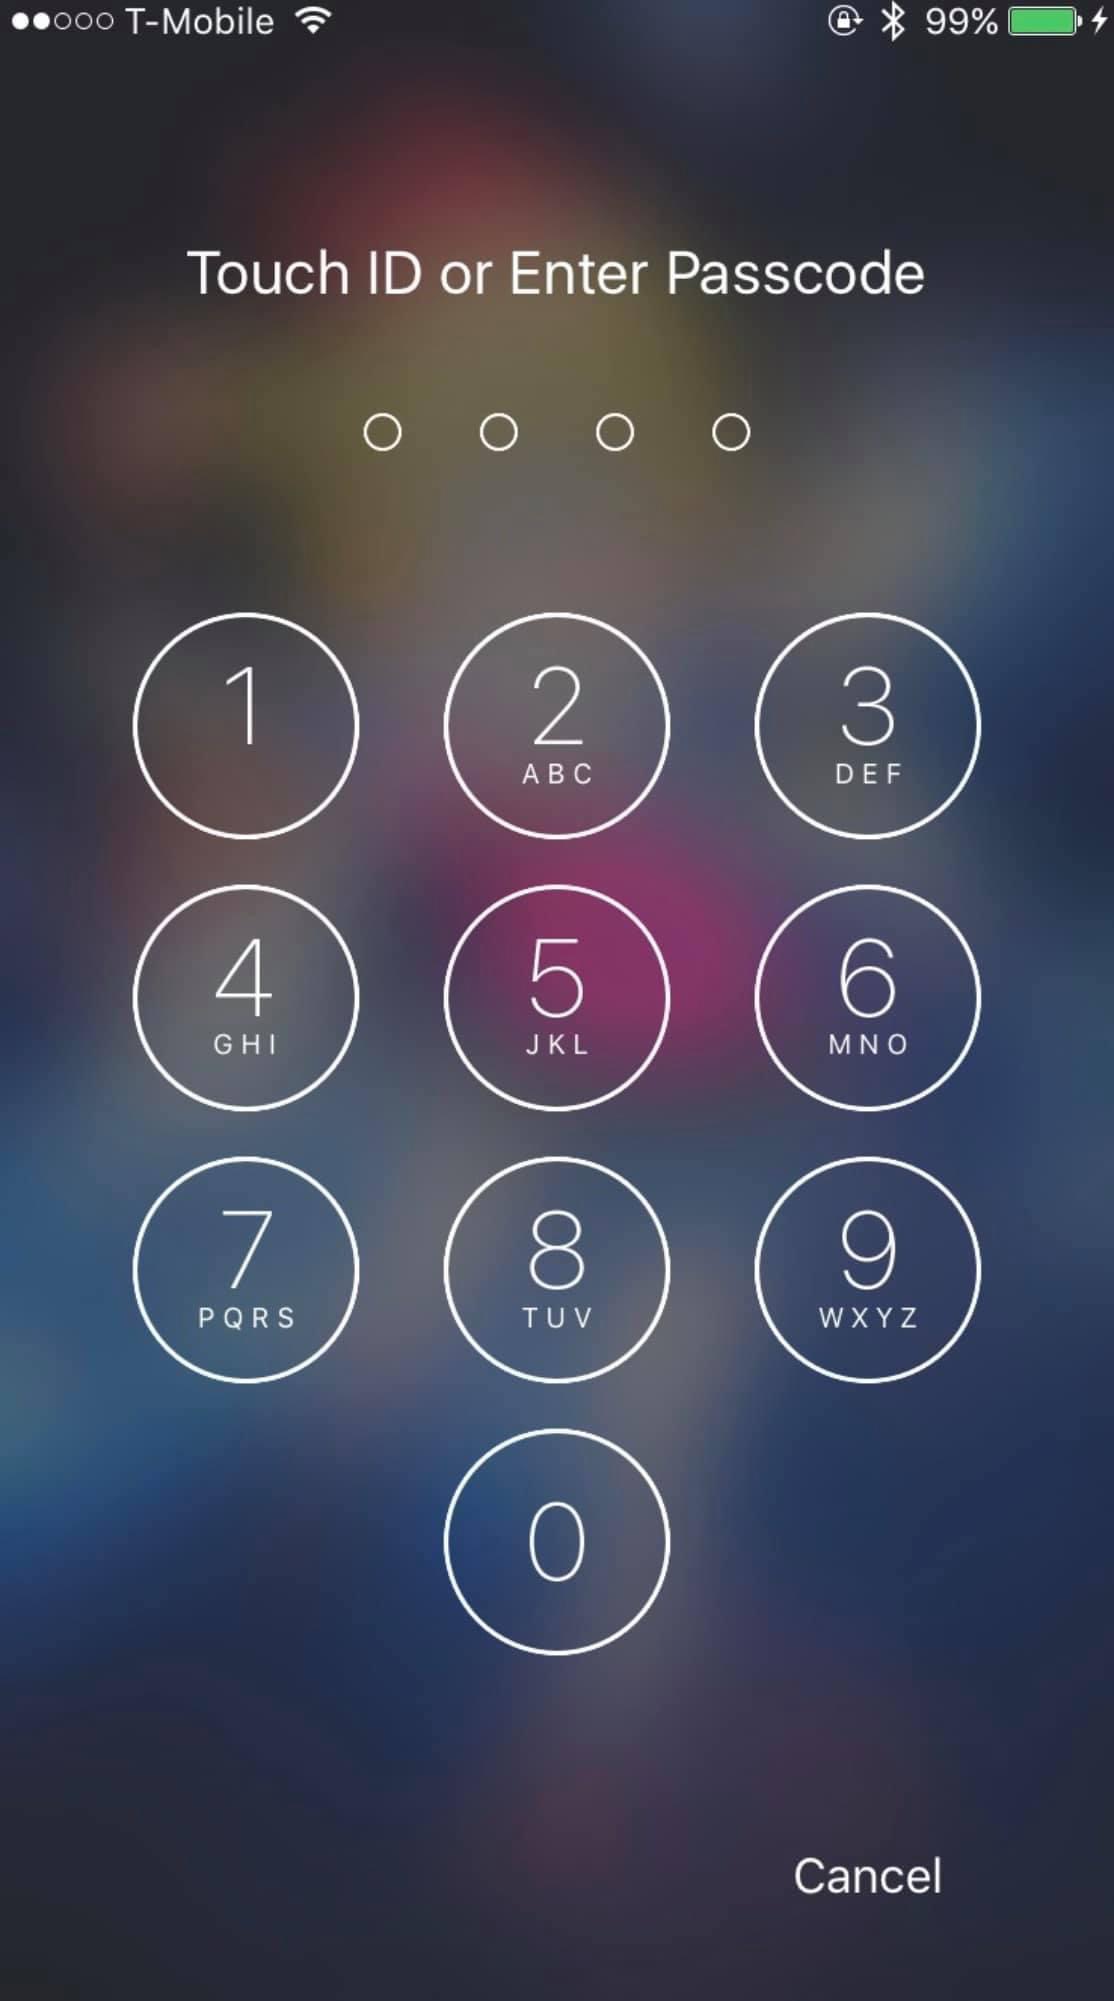 T-Mobile 99%
Touch ID or Enter Passcode
1 2 3
ABC DEF
4 5 6
GHI JKL MNO
7 8 9
PQRS TUV WXYZ
0
Cancel